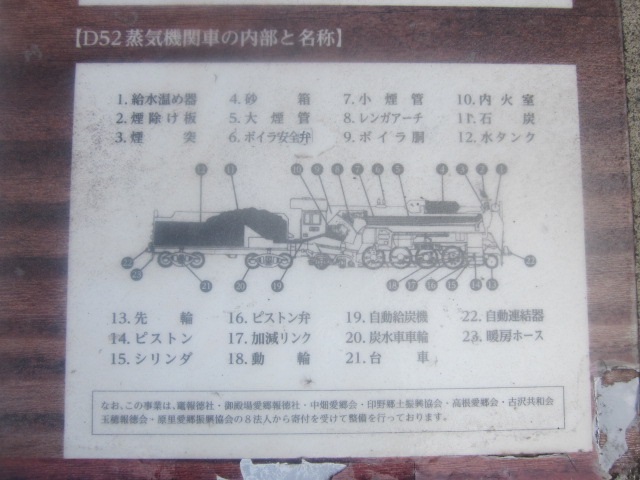 【D52蒸気機関車の内部と名称】
1. 給水温め器 4. 砂箱 7. 小煙管 10. 内火室
2. 煙除け板 5. 大煙管 8. レンガアーチ 11. 石炭
3. 煙突 6. ボイラ安全弁 9. ボイラ胴 12. 水タンク
13. 先輪 16. ピストン弁 19. 自動給炭機 22. 自動連結器
14. ピストン 17. 加減リンク 20. 炭水車車輪 23. 暖房ホース
15. シリンダ 18. 動輪 21. 台車
なお、この事業は、竈報徳社・御殿場愛郷報徳社・中畑愛郷会・印野郷土振興協会・高根愛郷会・古沢共和会
玉穂報徳会・原里愛郷振興協会の8法人から寄付を受けて整備を行っております。